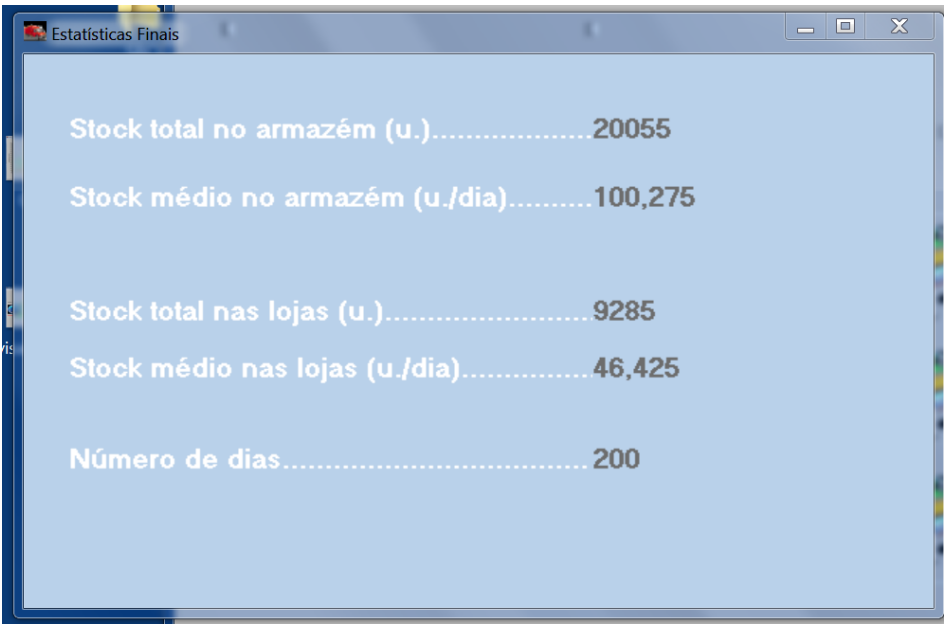 Estatísticas Finais
Stock total no armazém (u.)...................20055
Stock médio no armazém (u./dia)..........100,275
Stock total nas lojas (u.)........................9285
Stock médio nas lojas (u./dia)...............46,425
Número de dias....................................200